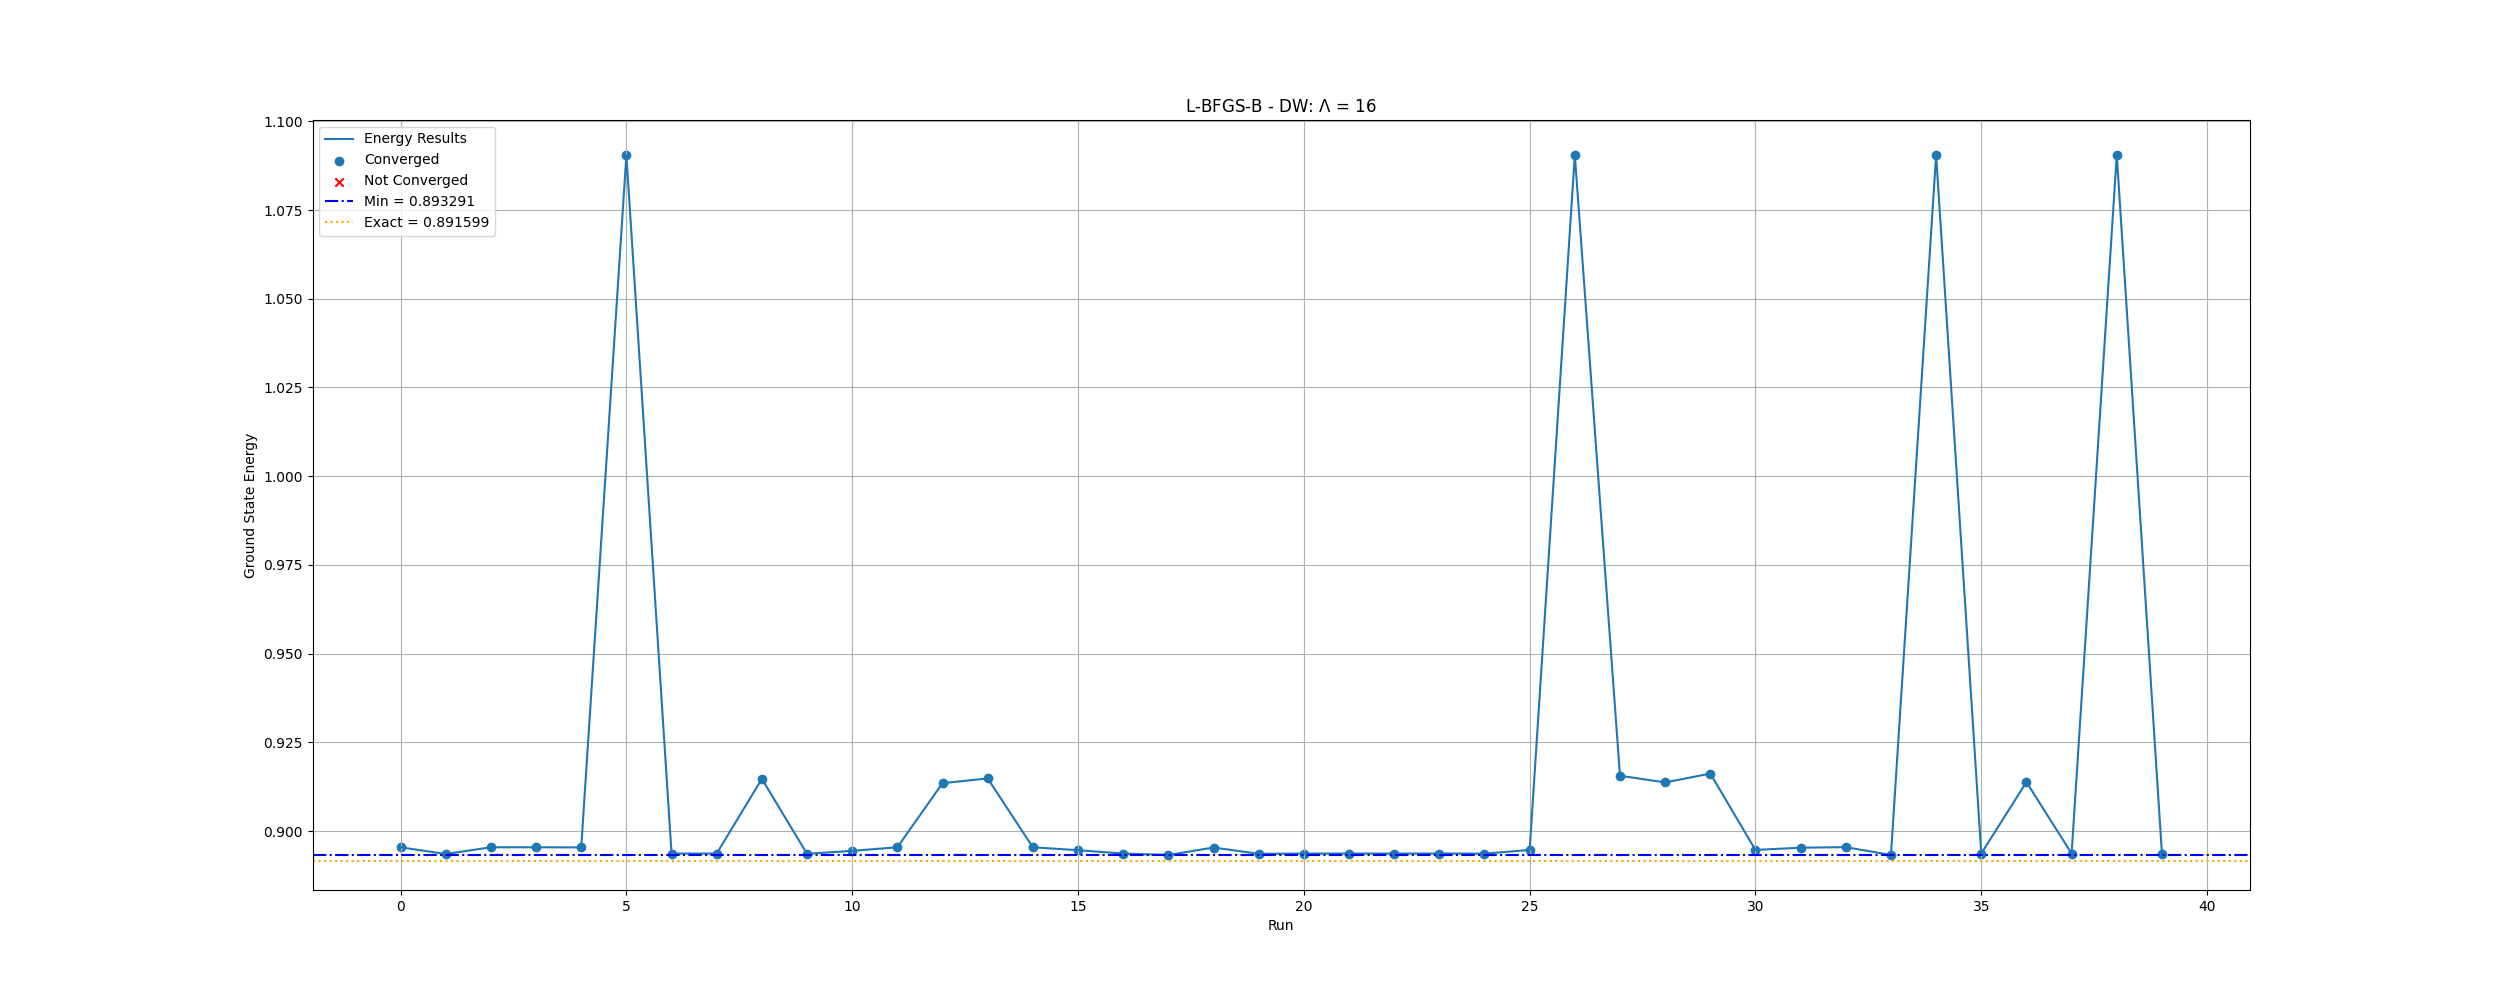 L-BFGS-B - DW: Λ = 16
1.100
1.075
1.050
1.025
1.000
0.975
0.950
0.925
0.900
Ground State Energy
Energy Results
Converged
Not Converged
Min = 0.893291
Exact = 0.891599
0 5 10 15 20 25 30 35 40
Run